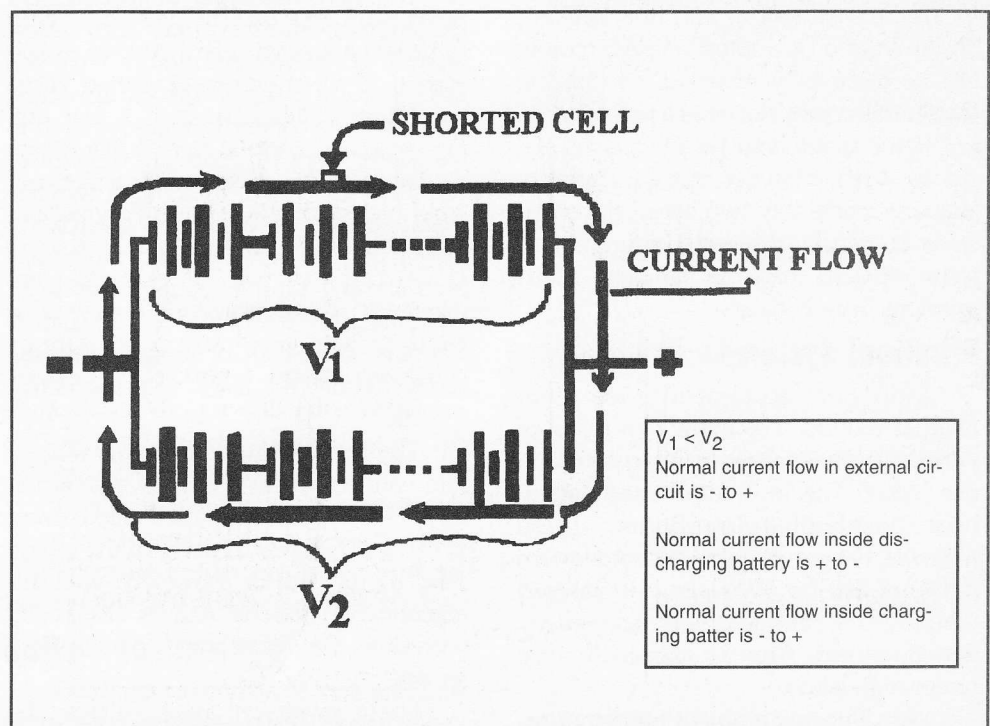 SHORTED CELL
CURRENT FLOW
V1
- +
V1 < V2
Normal current flow in external cir-
cuit is - to +
Normal current flow inside dis-
charging battery is + to -
Normal current flow inside charg-
ing batter is - to +
V2